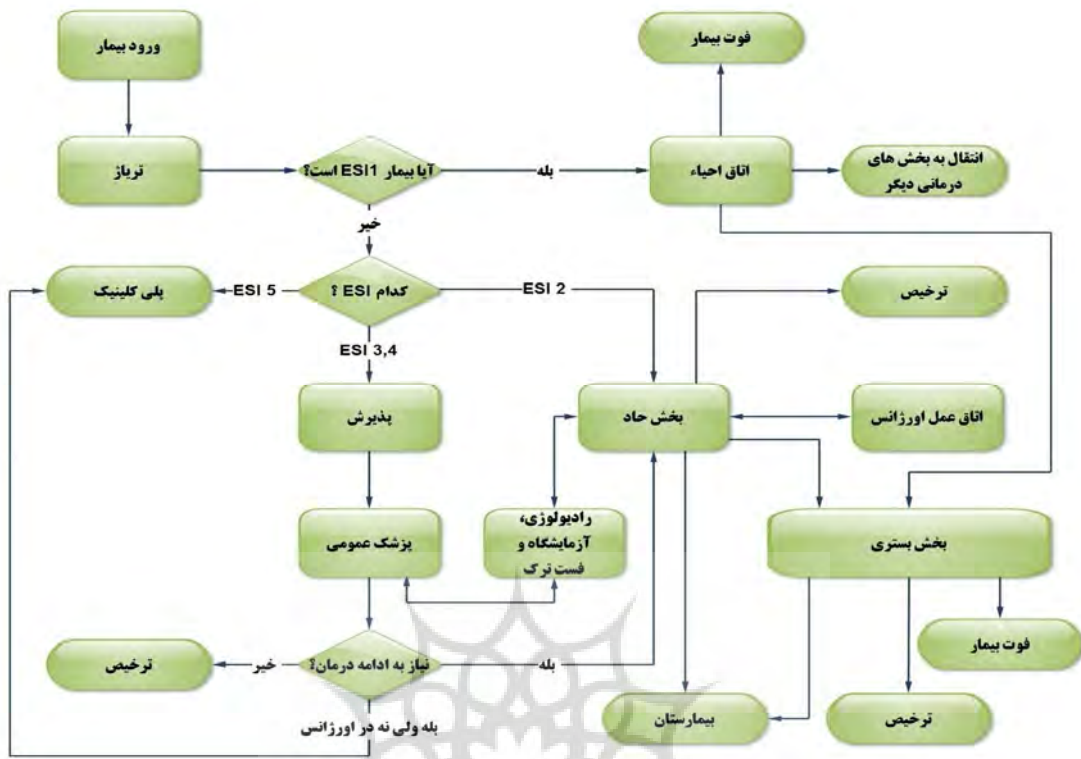 ورود بیمار
فوت بیمار
تریاژ
آیا بیمار ESI1 است؟
بله
اتاق احیاء
انتقال به بخش های
درمانی دیگر
خیر
پلی کلینیک
ESI 5
کدام ESI ؟
ESI 2
ترخیص
ESI 3,4
پذیرش
بخش حاد
اتاق عمل اورژانس
پزشک عمومی
رادیولوژی،
آزمایشگاه و
فست ترک
بخش بستری
ترخیص
خیر
نیاز به ادامه درمان؟
بله
فوت بیمار
بله ولی نه در اورژانس
بیمارستان
ترخیص